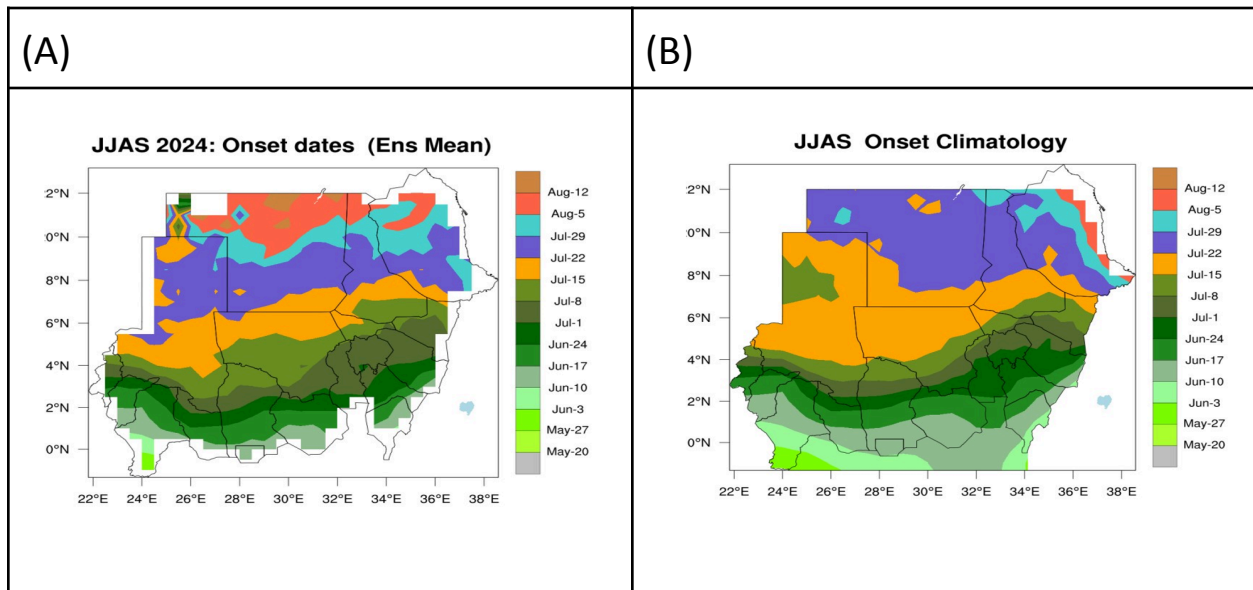 (A)
(B)
JJAS 2024: Onset dates (Ens Mean)
2°N
0°N
8°N
6°N
4°N
2°N
0°N
22°E 24°E 26°E 28°E 30°E 32°E 34°E 36°E 38°E
Aug-12
Aug-5
Jul-29
Jul-22
Jul-15
Jul-8
Jul-1
Jun-24
Jun-17
Jun-10
Jun-3
May-27
May-20
JJAS Onset Climatology
2°N
0°N
8°N
6°N
4°N
2°N
0°N
22°E 24°E 26°E 28°E 30°E 32°E 34°E 36°E 38°E
Aug-12
Aug-5
Jul-29
Jul-22
Jul-15
Jul-8
Jul-1
Jun-24
Jun-17
Jun-10
Jun-3
May-27
May-20